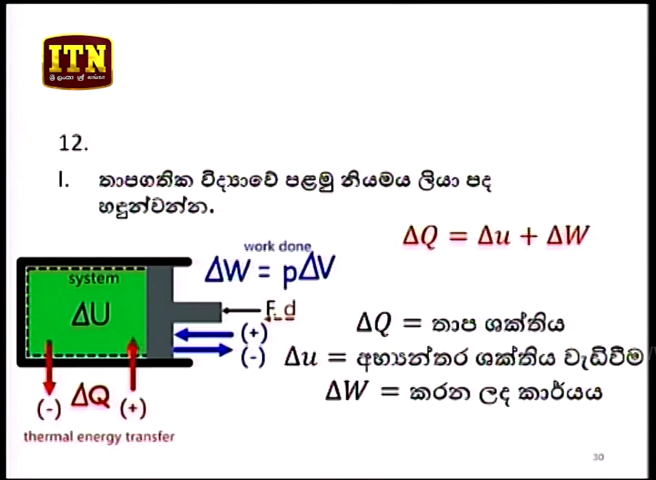 ITN
ශ්‍රී ලංකා ශ්‍රී සත්තා
12.
I. තාපගතික විද්‍යාවේ පළමු නියමය ලියා පද
හඳුන්වන්න.
ΔQ = Δu + ΔW
work done
ΔW = pΔV
system
ΔU
F. d
(+)
(-)
ΔQ = තාප ශක්තිය
Δu = අභ්‍යන්තර ශක්තිය වැඩිවීම
ΔW = කරන ලද කාර්යය
(-) ΔQ (+)
thermal energy transfer
30